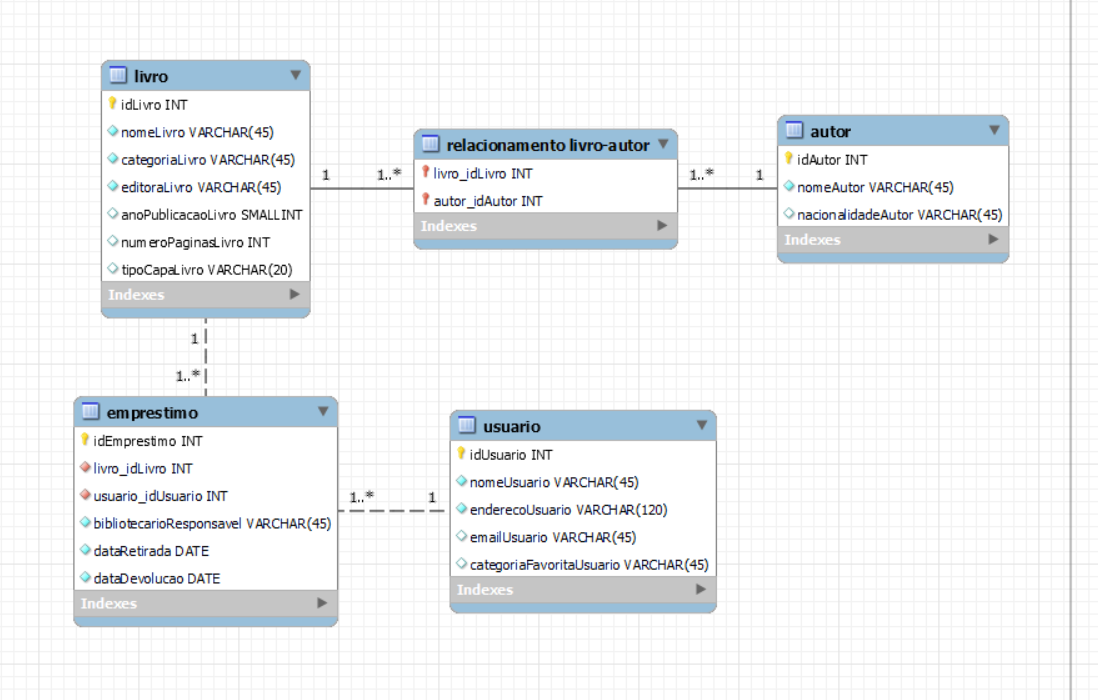 livro
idLivro INT
nomeLivro VARCHAR(45)
categoriaLivro VARCHAR(45)
editoraLivro VARCHAR(45)
anoPublicacaoLivro SMALLINT
numeroPaginasLivro INT
tipoCapaLivro VARCHAR(20)
Indexes
1
1..*
relacionamento livro-autor
livro_idLivro INT
autor_idAutor INT
Indexes
1..*
1
autor
idAutor INT
nomeAutor VARCHAR(45)
nacionalidadeAutor VARCHAR(45)
Indexes
1
1..*
emprestimo
idEmprestimo INT
livro_idLivro INT
usuario_idUsuario INT
bibliotecarioResponsavel VARCHAR(45)
dataRetirada DATE
dataDevolucao DATE
Indexes
1..*
1
usuario
idUsuario INT
nomeUsuario VARCHAR(45)
enderecoUsuario VARCHAR(120)
emailUsuario VARCHAR(45)
categoriaFavoritaUsuario VARCHAR(45)
Indexes